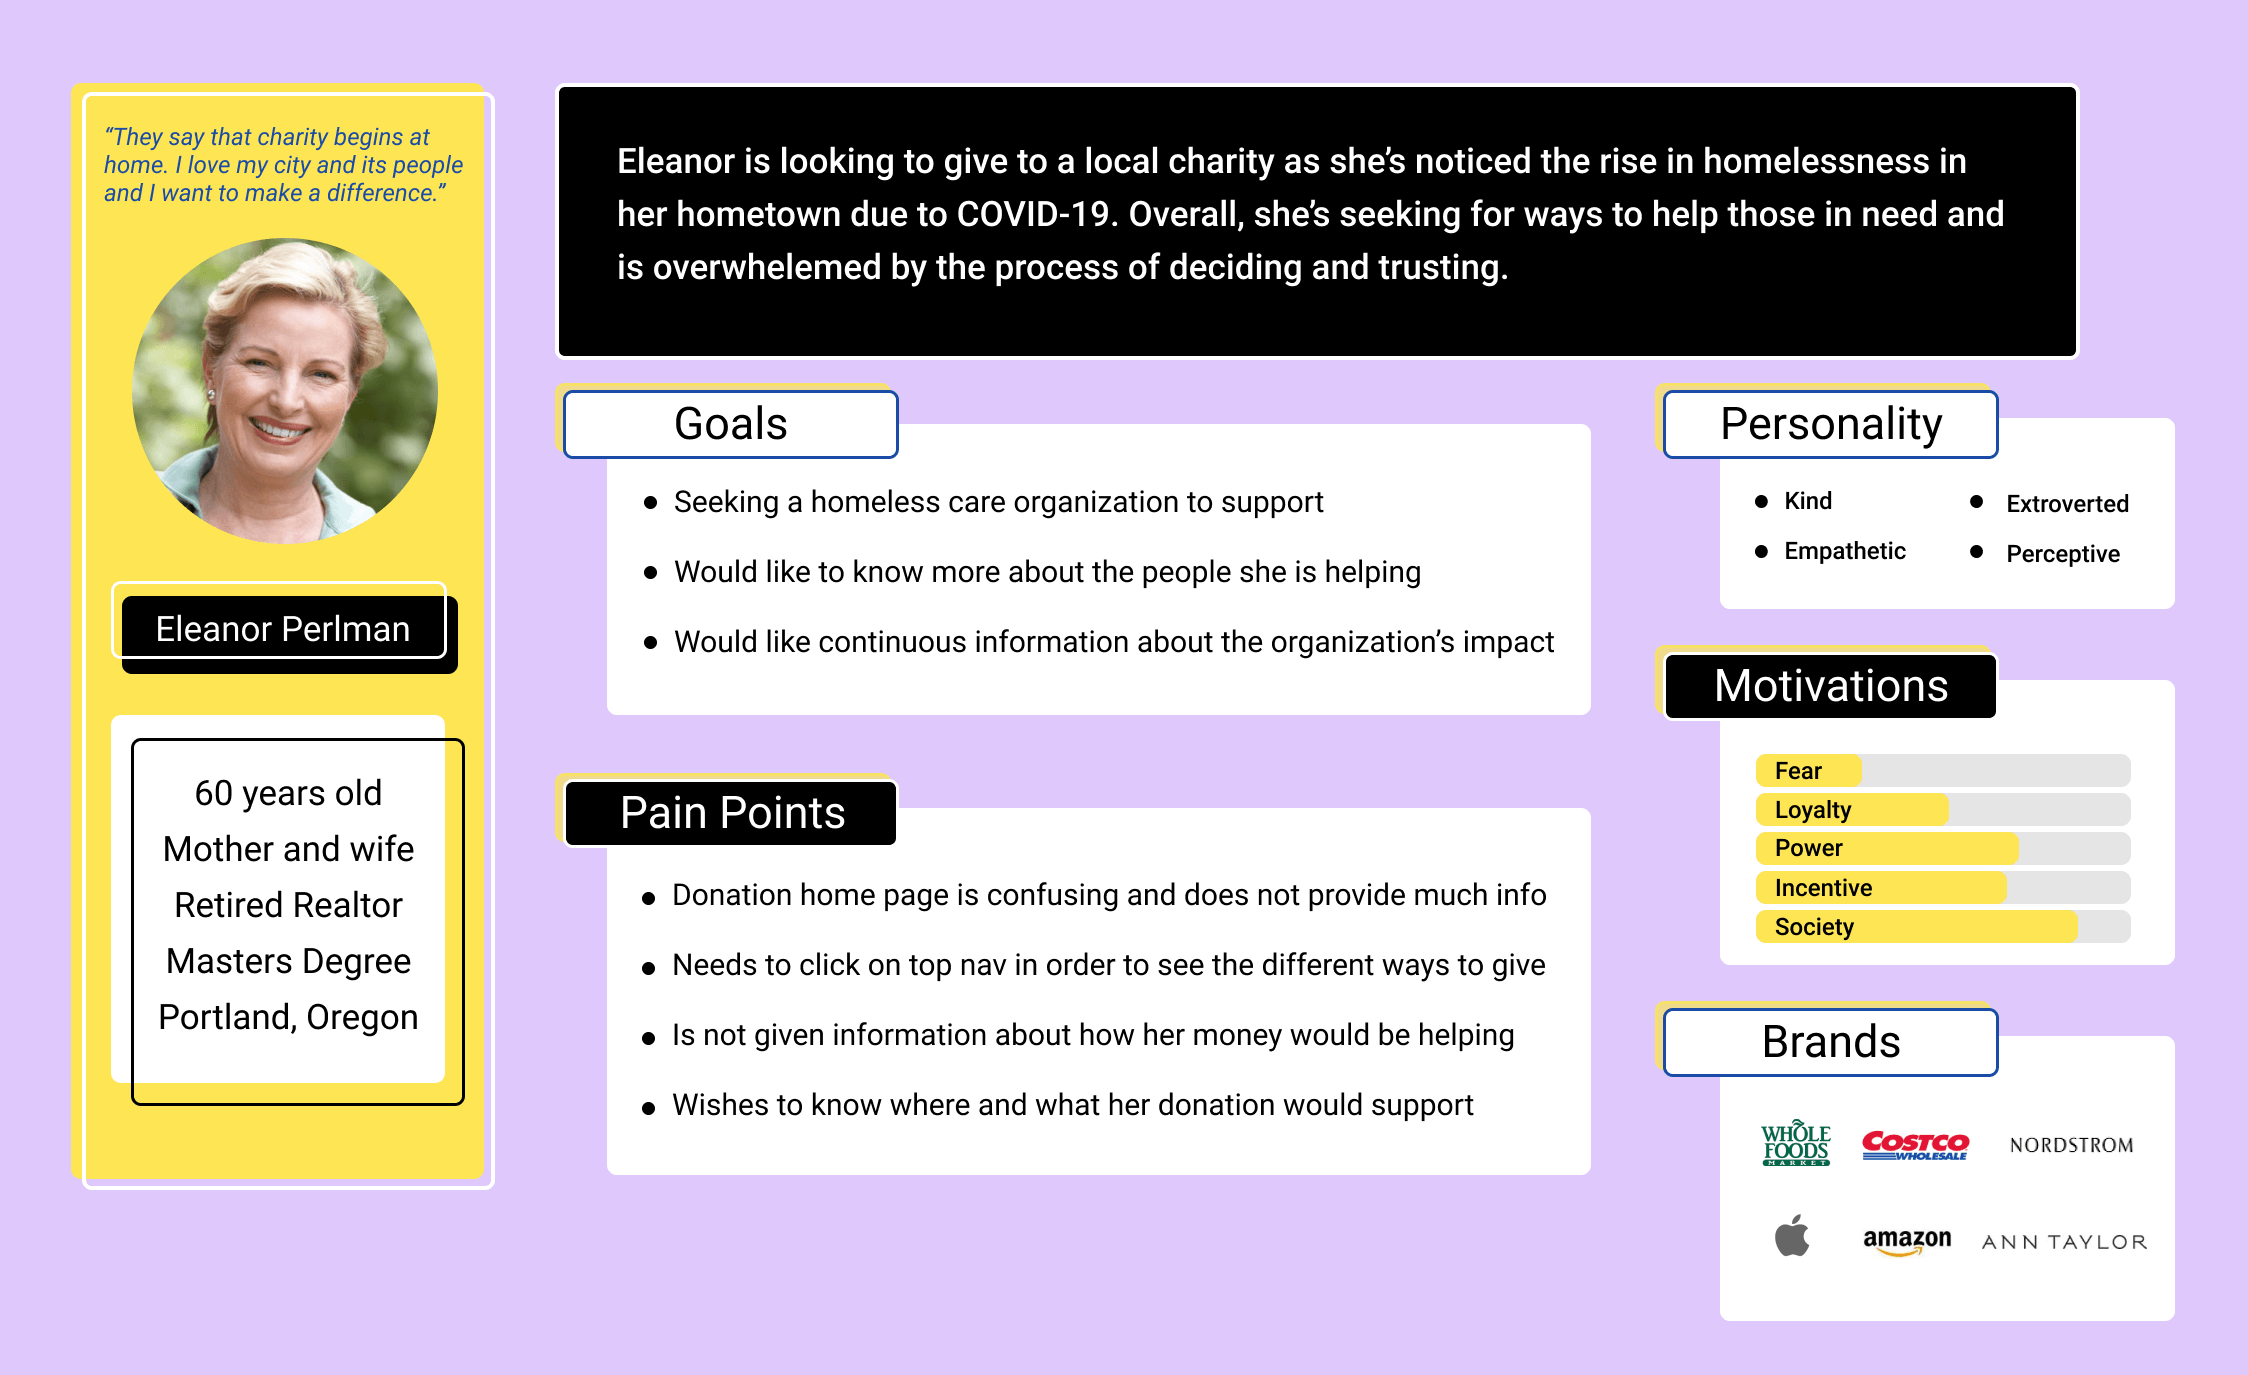 “They say that charity begins at
home. I love my city and its people
and I want to make a difference.”
Eleanor Perlman
60 years old
Mother and wife
Retired Realtor
Masters Degree
Portland, Oregon
Eleanor is looking to give to a local charity as she’s noticed the rise in homelessness in
her hometown due to COVID-19. Overall, she’s seeking for ways to help those in need and
is overwhelemed by the process of deciding and trusting.
Goals
Seeking a homeless care organization to support
Would like to know more about the people she is helping
Would like continuous information about the organization’s impact
Pain Points
Donation home page is confusing and does not provide much info
Needs to click on top nav in order to see the different ways to give
Is not given information about how her money would be helping
Wishes to know where and what her donation would support
Personality
Kind
Extroverted
Empathetic
Perceptive
Motivations
Fear
Loyalty
Power
Incentive
Society
Brands
WHOLE
FOODS
MARKET
COSTCO
WHOLESALE
NORDSTROM
amazon
ANN TAYLOR